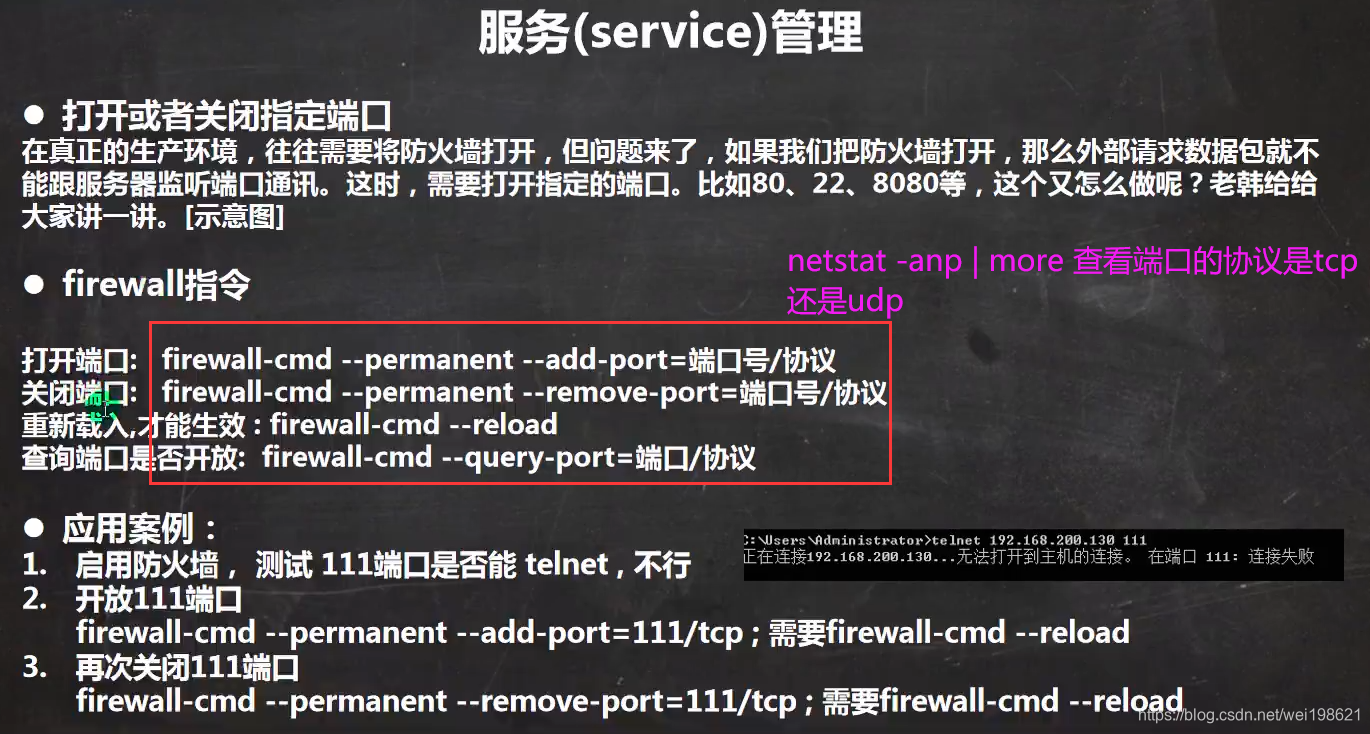 服务(service)管理
● 打开或者关闭指定端口
在真正的生产环境，往往需要将防火墙打开，但问题来了，如果我们把防火墙打开，那么外部请求数据包就不
能跟服务器监听端口通讯。这时，需要打开指定的端口。比如80、22、8080等，这个又怎么做呢？老韩给给
大家讲一讲。[示意图]
netstat -anp | more 查看端口的协议是tcp
还是udp
● firewall指令
打开端口: firewall-cmd --permanent --add-port=端口号/协议
关闭端口: firewall-cmd --permanent --remove-port=端口号/协议
重新载入,才能生效 : firewall-cmd --reload
查询端口是否开放: firewall-cmd --query-port=端口/协议
● 应用案例：
1. 启用防火墙， 测试 111端口是否能 telnet , 不行
C:\Users\Administrator>telnet 192.168.200.130 111
正在连接192.168.200.130...无法打开到主机的连接。 在端口 111: 连接失败
2. 开放111端口
firewall-cmd --permanent --add-port=111/tcp ; 需要firewall-cmd --reload
3. 再次关闭111端口
firewall-cmd --permanent --remove-port=111/tcp ; 需要firewall-cmd --reload
https://blog.csdn.net/wei198621